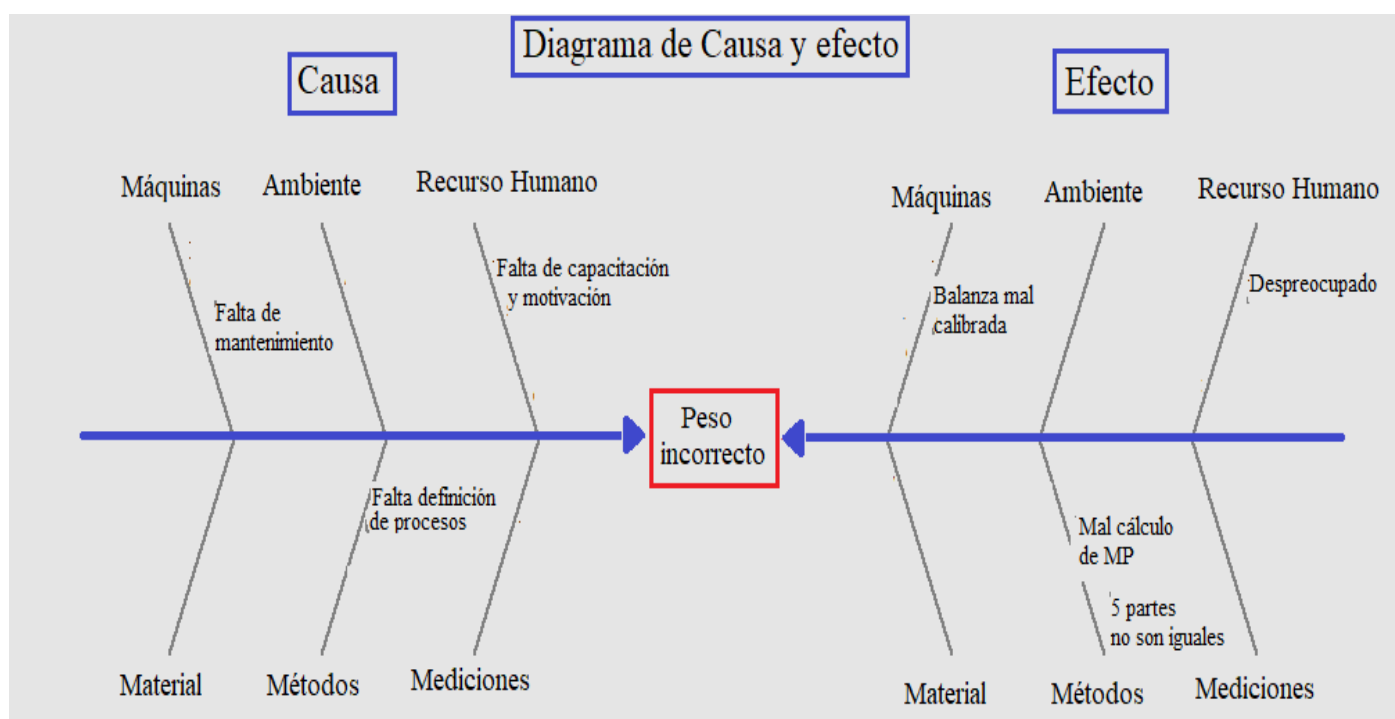 Diagrama de Causa y efecto
Causa
Efecto
Máquinas
Ambiente
Recurso Humano
Falta de
mantenimiento
Falta de capacitación
y motivación
Falta definición
de procesos
Material
Métodos
Mediciones
Peso
incorrecto
Máquinas
Ambiente
Recurso Humano
Balanza mal
calibrada
Despreocupado
Mal cálculo
de MP
5 partes
no son iguales
Material
Métodos
Mediciones